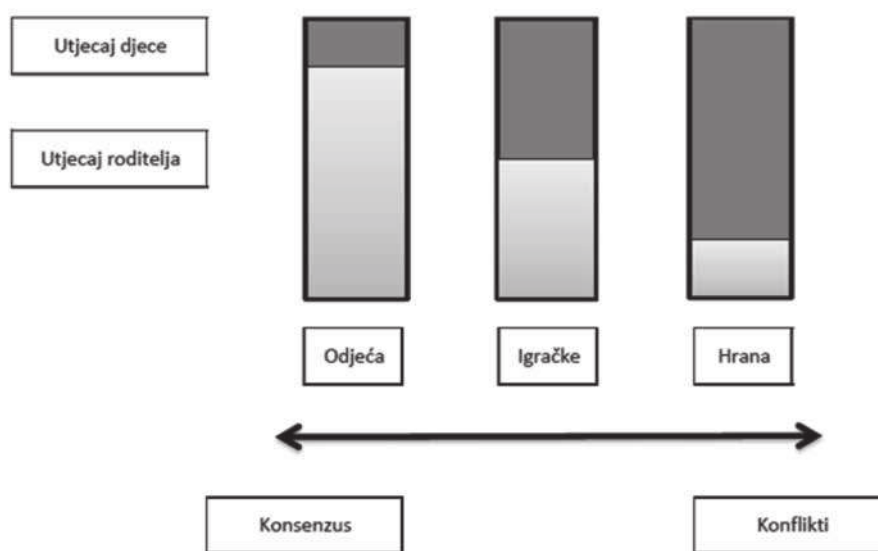 Utjecaj djece
Utjecaj roditelja
Odjeća
Igračke
Hrana
Konsenzus
Konflikti